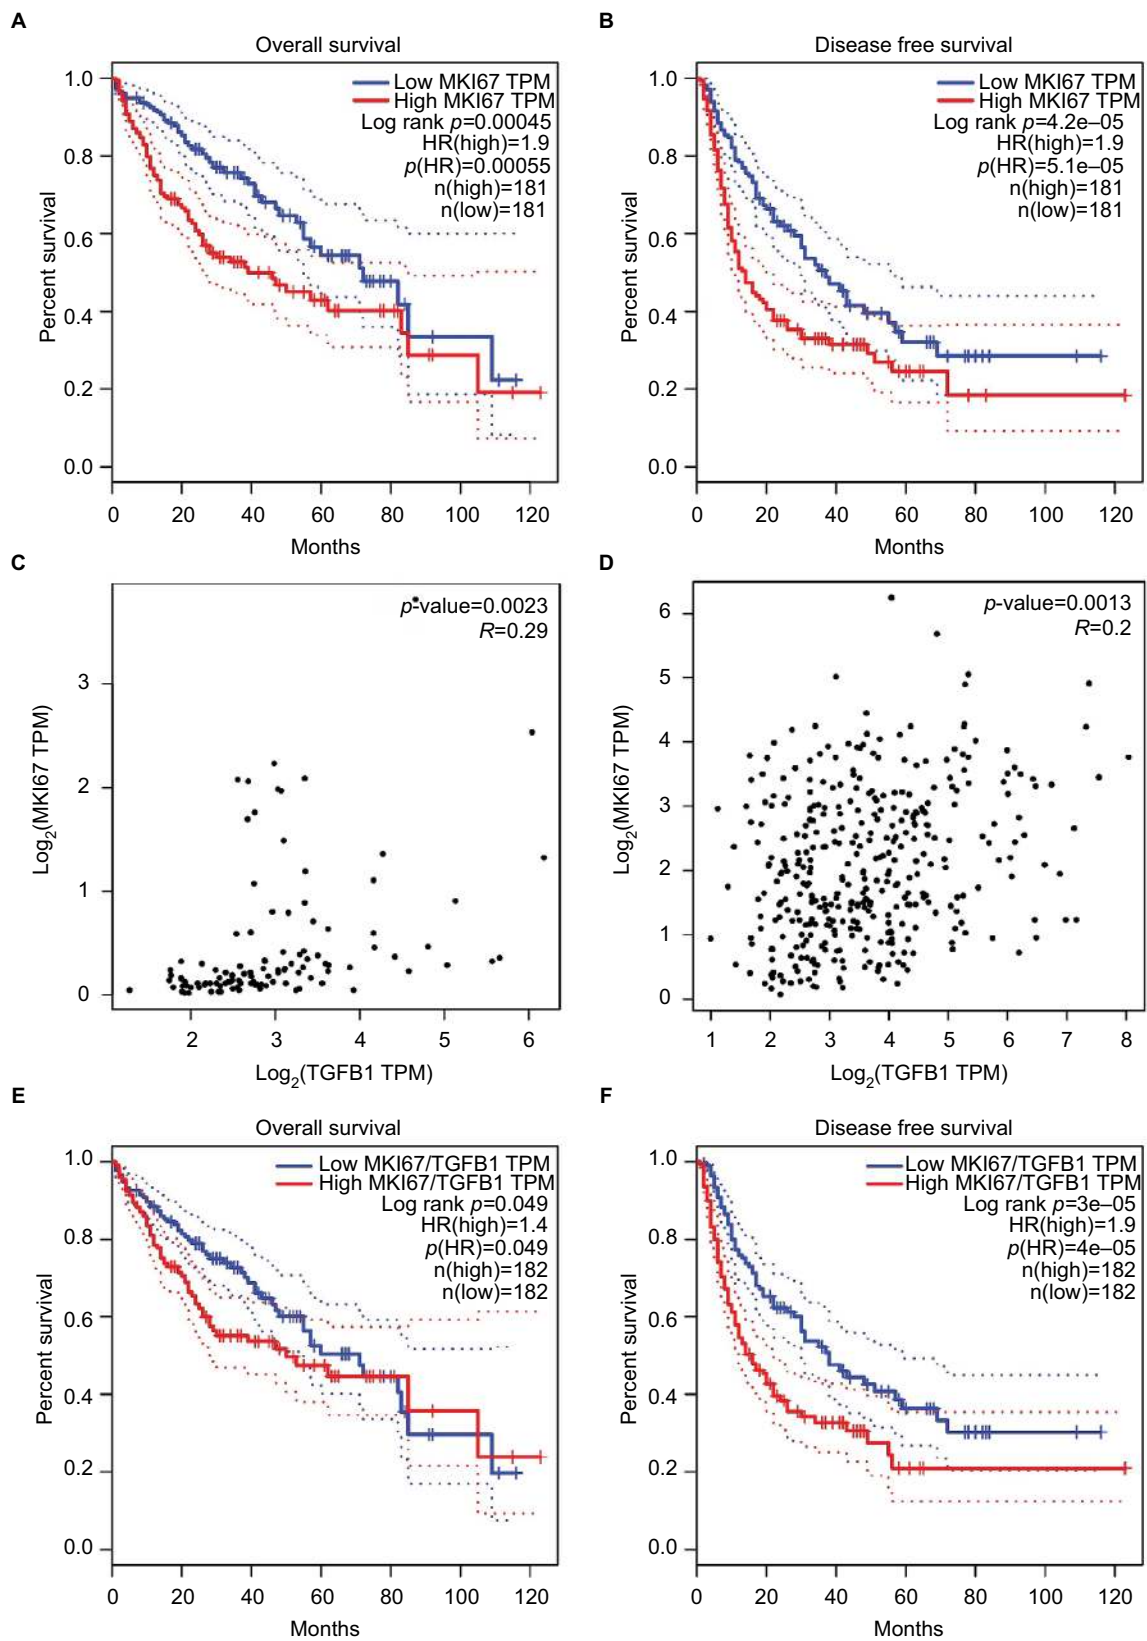 A
Overall survival
Low MKI67 TPM
High MKI67 TPM
Log rank p=0.00045
HR(high)=1.9
p(HR)=0.00055
n(high)=181
n(low)=181
Percent survival
1.0
0.8
0.6
0.4
0.2
0.0
0 20 40 60 80 100 120
Months
B
Disease free survival
Low MKI67 TPM
High MKI67 TPM
Log rank p=4.2e–05
HR(high)=1.9
p(HR)=5.1e–05
n(high)=181
n(low)=181
Percent survival
1.0
0.8
0.6
0.4
0.2
0.0
0 20 40 60 80 100 120
Months
C
p-value=0.0023
R=0.29
Log2(MKI67 TPM)
3
2
1
0
2 3 4 5 6
Log2(TGFB1 TPM)
D
p-value=0.0013
R=0.2
Log2(MKI67 TPM)
6
5
4
3
2
1
0
1 2 3 4 5 6 7 8
Log2(TGFB1 TPM)
E
Overall survival
Low MKI67/TGFB1 TPM
High MKI67/TGFB1 TPM
Log rank p=0.049
HR(high)=1.4
p(HR)=0.049
n(high)=182
n(low)=182
Percent survival
1.0
0.8
0.6
0.4
0.2
0.0
0 20 40 60 80 100 120
Months
F
Disease free survival
Low MKI67/TGFB1 TPM
High MKI67/TGFB1 TPM
Log rank p=3e–05
HR(high)=1.9
p(HR)=4e–05
n(high)=182
n(low)=182
Percent survival
1.0
0.8
0.6
0.4
0.2
0.0
0 20 40 60 80 100 120
Months